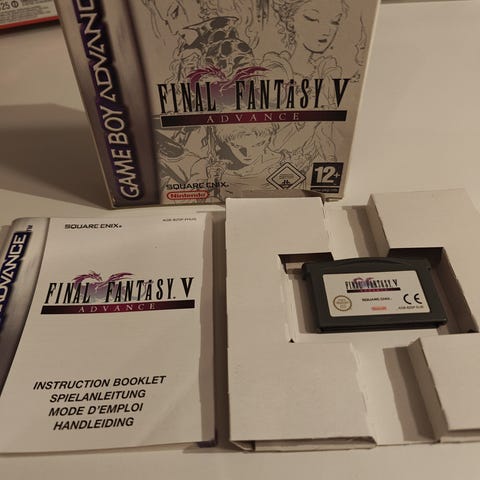 GAME BOY ADVANCE
FINAL FANTASY V
ADVANCE
SQUARE ENIX
Nintendo
12+
ADVANCE
SQUARE ENIX
FINAL FANTASY V
ADVANCE
INSTRUCTION BOOKLET
SPIELANLEITUNG
MODE D'EMPLOI
HANDLEIDING
FINAL FANTASY V
SQUARE ENIX
CE